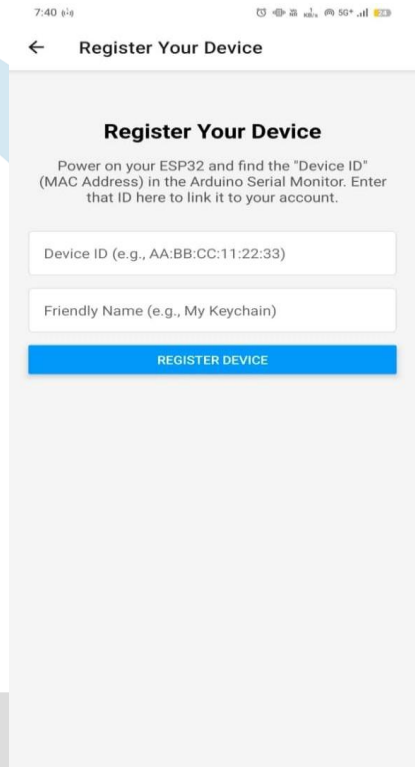 7:40
5G+
Register Your Device
Register Your Device
Power on your ESP32 and find the "Device ID"
(MAC Address) in the Arduino Serial Monitor. Enter
that ID here to link it to your account.
Device ID (e.g., AA:BB:CC:11:22:33)
Friendly Name (e.g., My Keychain)
REGISTER DEVICE